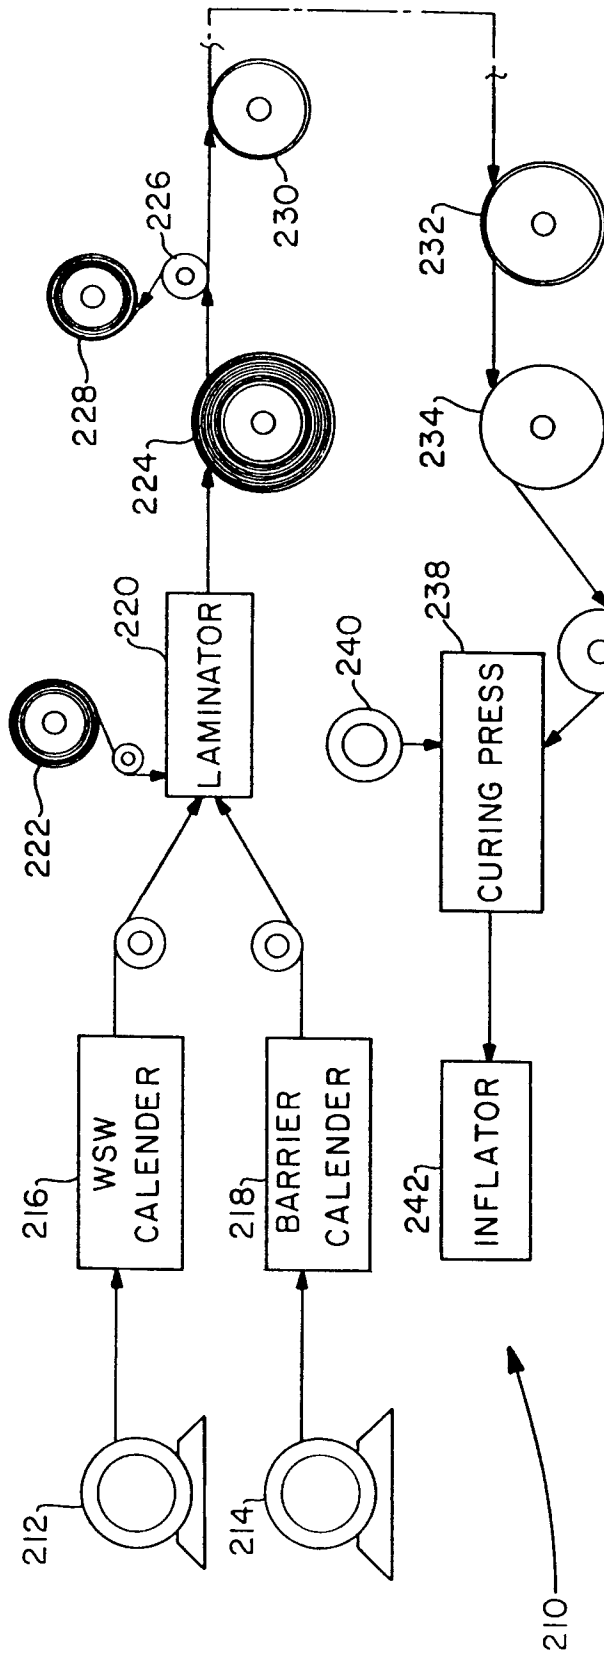 212
216
WSW
CALENDER
222
220
LAMINATOR
224
228
226
230
214
218
BARRIER
CALENDER
240
238
CURING PRESS
234
232
242
INFLATOR
210